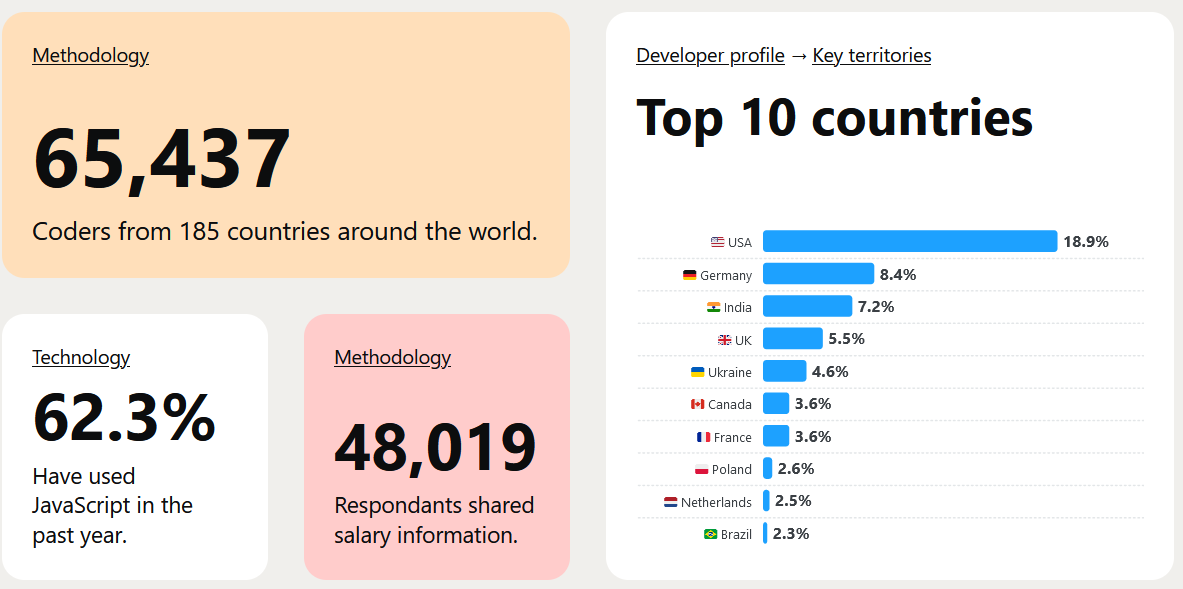 Methodology
65,437
Coders from 185 countries around the world.
Technology
62.3%
Have used
JavaScript in the
past year.
Methodology
48,019
Respondants shared
salary information.
Developer profile → Key territories
Top 10 countries
USA 18.9%
Germany 8.4%
India 7.2%
UK 5.5%
Ukraine 4.6%
Canada 3.6%
France 3.6%
Poland 2.6%
Netherlands 2.5%
Brazil 2.3%